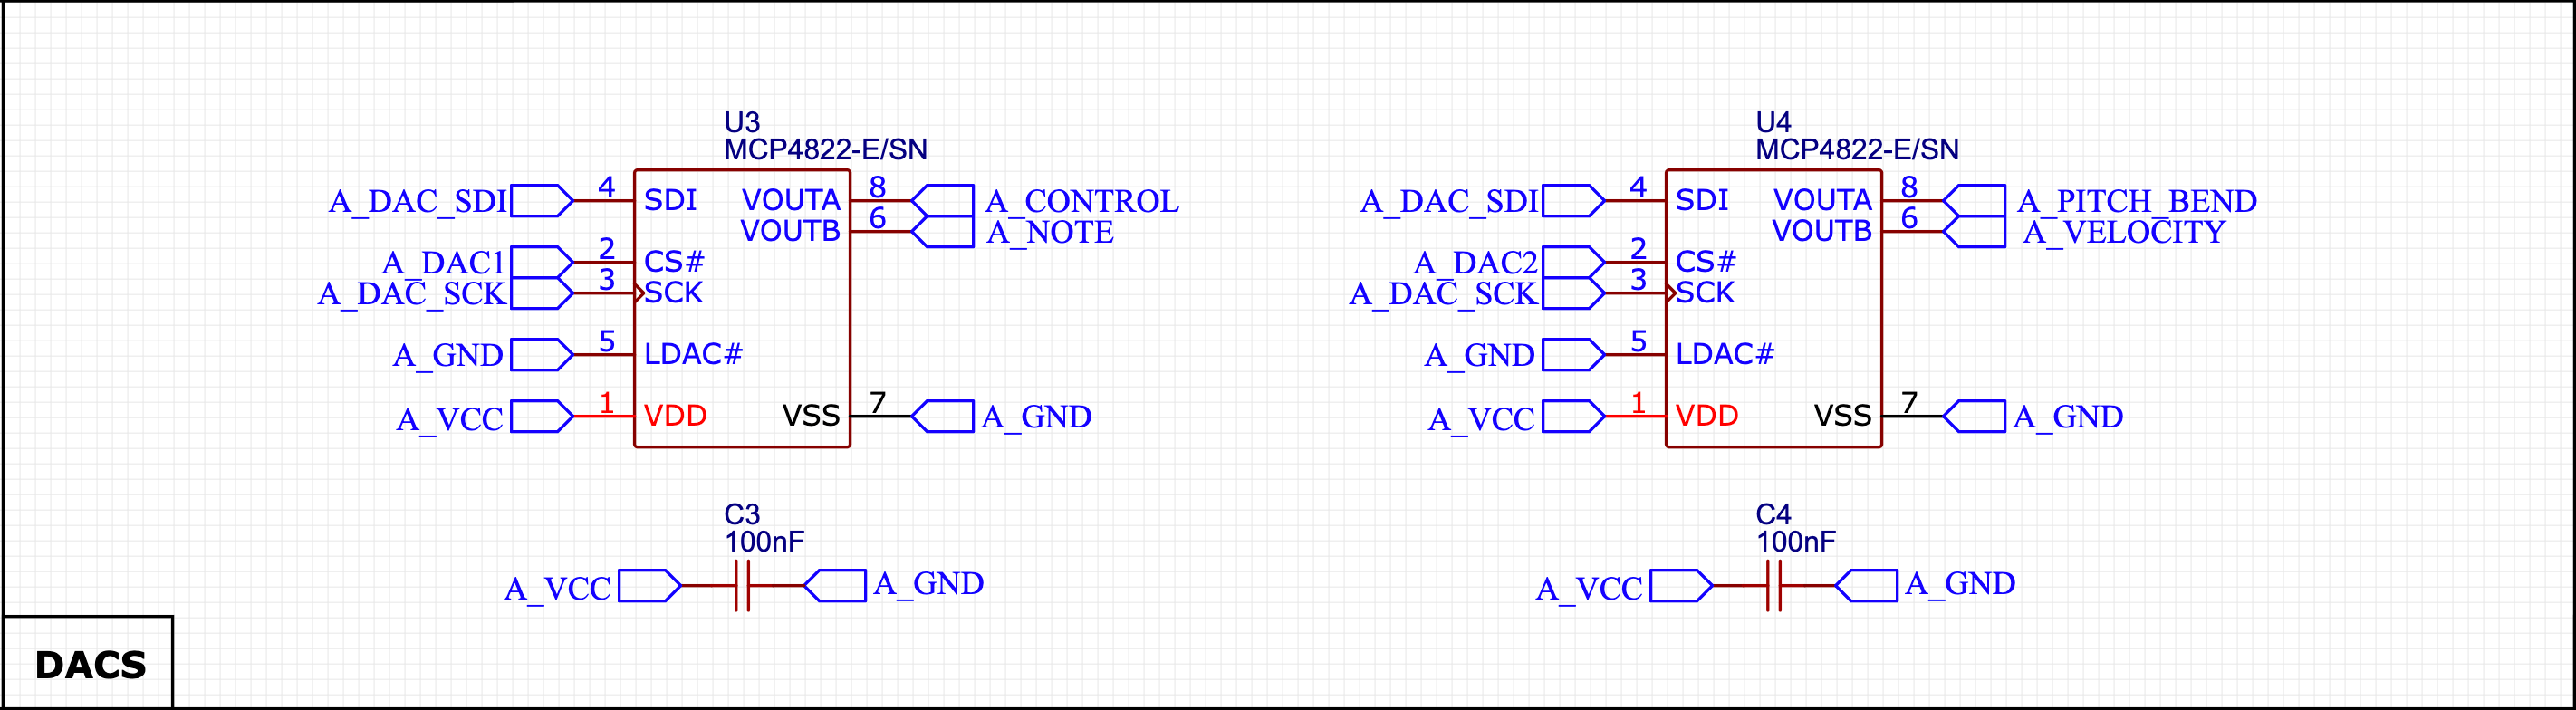 U3
MCP4822-E/SN
A_DAC_SDI 4 SDI VOUTA 8 A_CONTROL
VOUTB 6 A_NOTE
A_DAC1 2 CS#
A_DAC_SCK 3 SCK
A_GND 5 LDAC#
A_VCC 1 VDD VSS 7 A_GND
C3
100nF
A_VCC A_GND
U4
MCP4822-E/SN
A_DAC_SDI 4 SDI VOUTA 8 A_PITCH_BEND
VOUTB 6 A_VELOCITY
A_DAC2 2 CS#
A_DAC_SCK 3 SCK
A_GND 5 LDAC#
A_VCC 1 VDD VSS 7 A_GND
C4
100nF
A_VCC A_GND
DACS